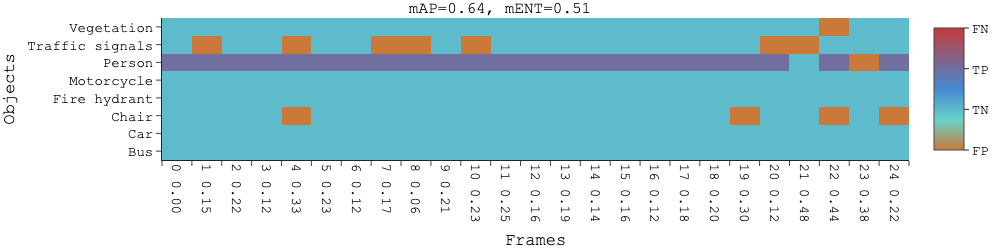 mAP=0.64, mENT=0.51
Objects
Vegetation
Traffic signals
Person
Motorcycle
Fire hydrant
Chair
Car
Bus
FN
TP
TN
FP
0 0.00
1 0.15
2 0.22
3 0.12
4 0.33
5 0.23
6 0.12
7 0.17
8 0.06
9 0.21
10 0.23
11 0.25
12 0.16
13 0.19
14 0.14
15 0.16
16 0.12
17 0.18
18 0.20
19 0.30
20 0.12
21 0.48
22 0.44
23 0.38
24 0.22
Frames